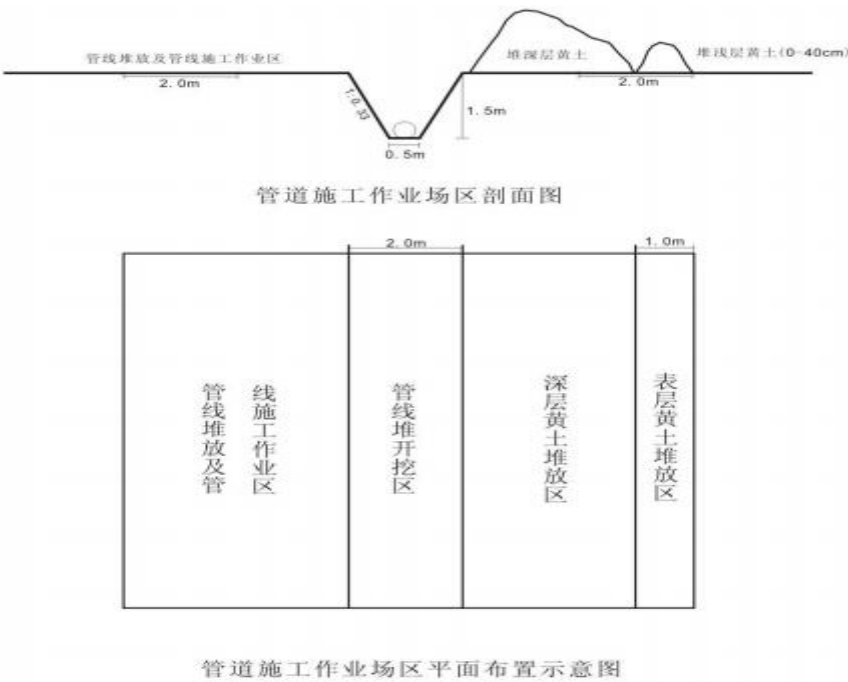 管线堆放及管线施工作业区
堆深层黄土
堆浅层黄土(0-40cm)
2.0m
2.0m
1:0.33
1.5m
0.5m
管道施工作业场区剖面图
2.0m
1.0m
管线堆放及管
线施工作业区
管线堆开挖区
深层黄土堆放区
表层黄土堆放区
管道施工作业场区平面布置示意图